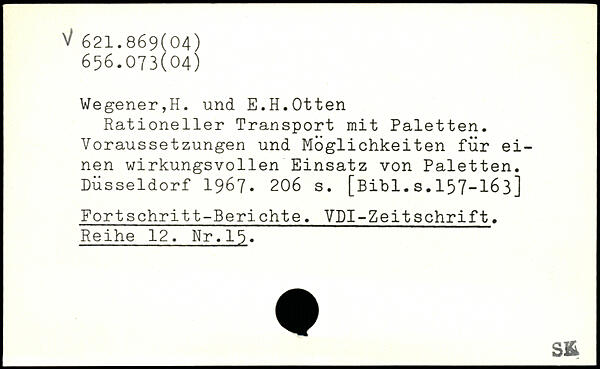 V 621.869(04)
656.073(04)
Wegener,H. und E.H.Otten
Rationeller Transport mit Paletten.
Voraussetzungen und Möglichkeiten für ei-
nen wirkungsvollen Einsatz von Paletten.
Düsseldorf 1967. 206 s. [Bibl.s.157-163]
Fortschritt-Berichte. VDI-Zeitschrift.
Reihe 12. Nr.15.
SK